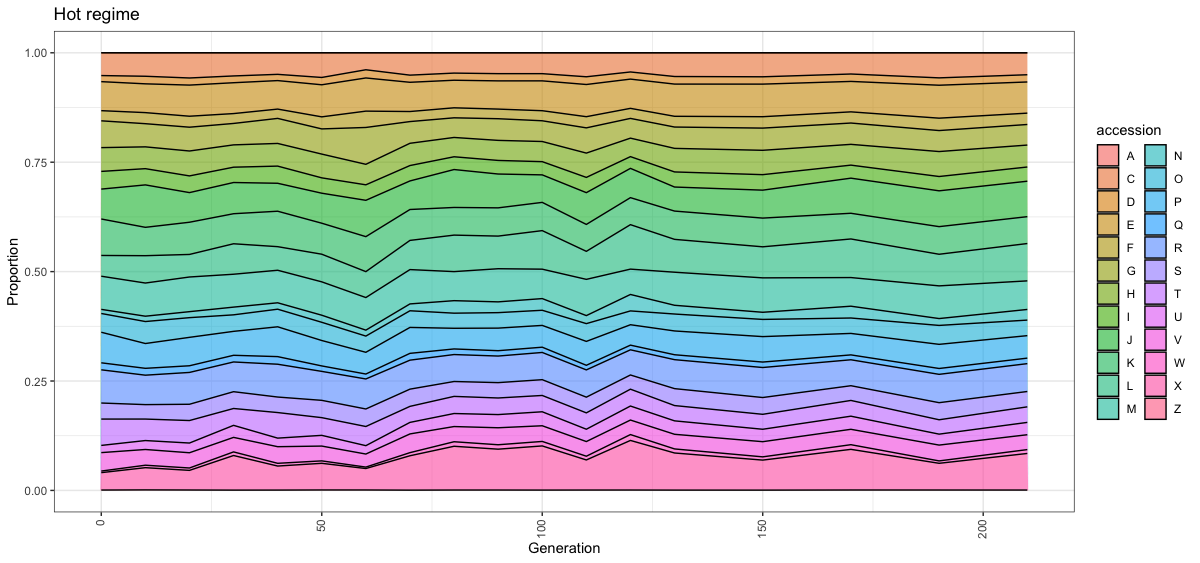 Hot regime
Proportion
1.00
0.75
0.50
0.25
0.00
0
50
100
150
200
Generation
accession
A N
C O
D P
E Q
F R
G S
H T
I U
J V
K W
L X
M Z